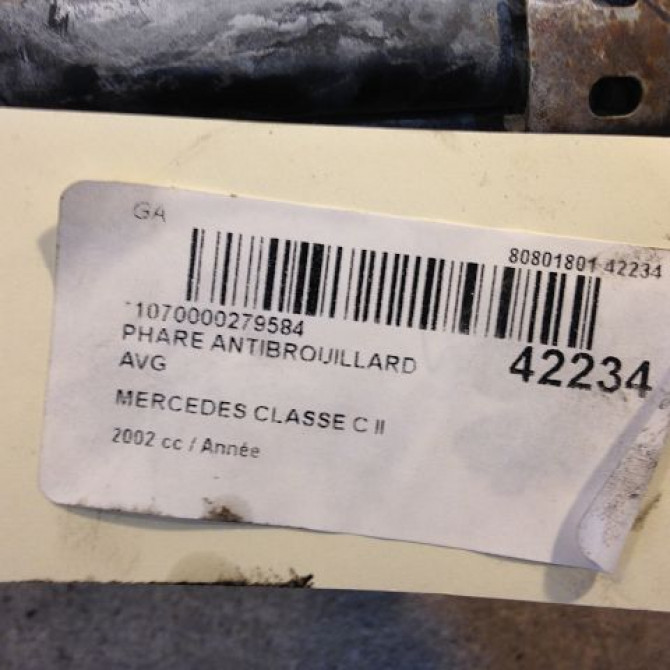 GA
80801801 42234
1070000279584
PHARE ANTIBROUILLARD
AVG
42234
MERCEDES CLASSE C II
2002 cc / Année